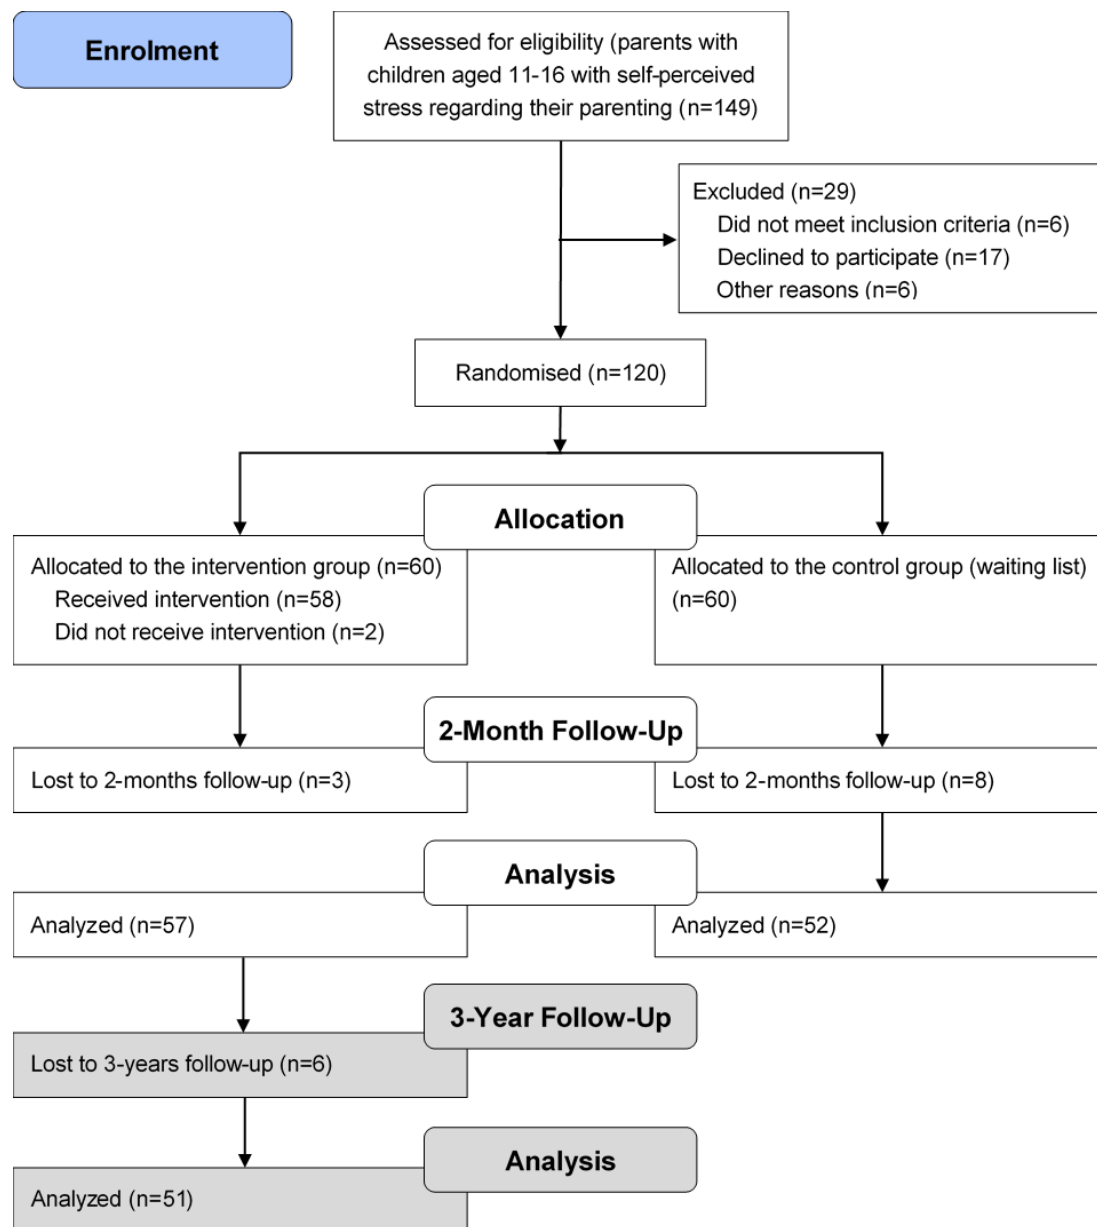 Enrolment
Assessed for eligibility (parents with
children aged 11-16 with self-perceived
stress regarding their parenting (n=149)
Excluded (n=29)
Did not meet inclusion criteria (n=6)
Declined to participate (n=17)
Other reasons (n=6)
Randomised (n=120)
Allocation
Allocated to the intervention group (n=60)
Received intervention (n=58)
Did not receive intervention (n=2)
Allocated to the control group (waiting list)
(n=60)
2-Month Follow-Up
Lost to 2-months follow-up (n=3)
Lost to 2-months follow-up (n=8)
Analysis
Analyzed (n=57)
Analyzed (n=52)
3-Year Follow-Up
Lost to 3-years follow-up (n=6)
Analysis
Analyzed (n=51)